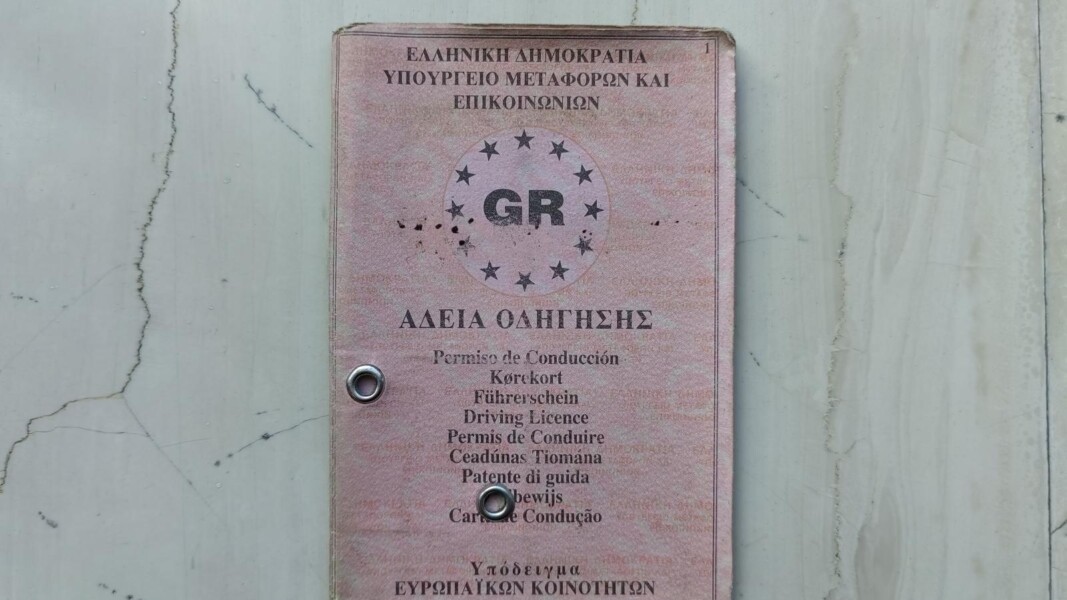 1
ΕΛΛΗΝΙΚΗ ΔΗΜΟΚΡΑΤΙΑ
ΥΠΟΥΡΓΕΙΟ ΜΕΤΑΦΟΡΩΝ ΚΑΙ
ΕΠΙΚΟΙΝΩΝΙΩΝ
GR
ΑΔΕΙΑ ΟΔΗΓΗΣΗΣ
Permiso de Conducción
Kørekort
Führerschein
Driving Licence
Permis de Conduire
Ceadúnas Tiomána
Patente di guida
de Condução
Υπόδειγμα
ΕΥΡΩΠΑΪΚΩΝ ΚΟΙΝΟΤΗΤΩΝ